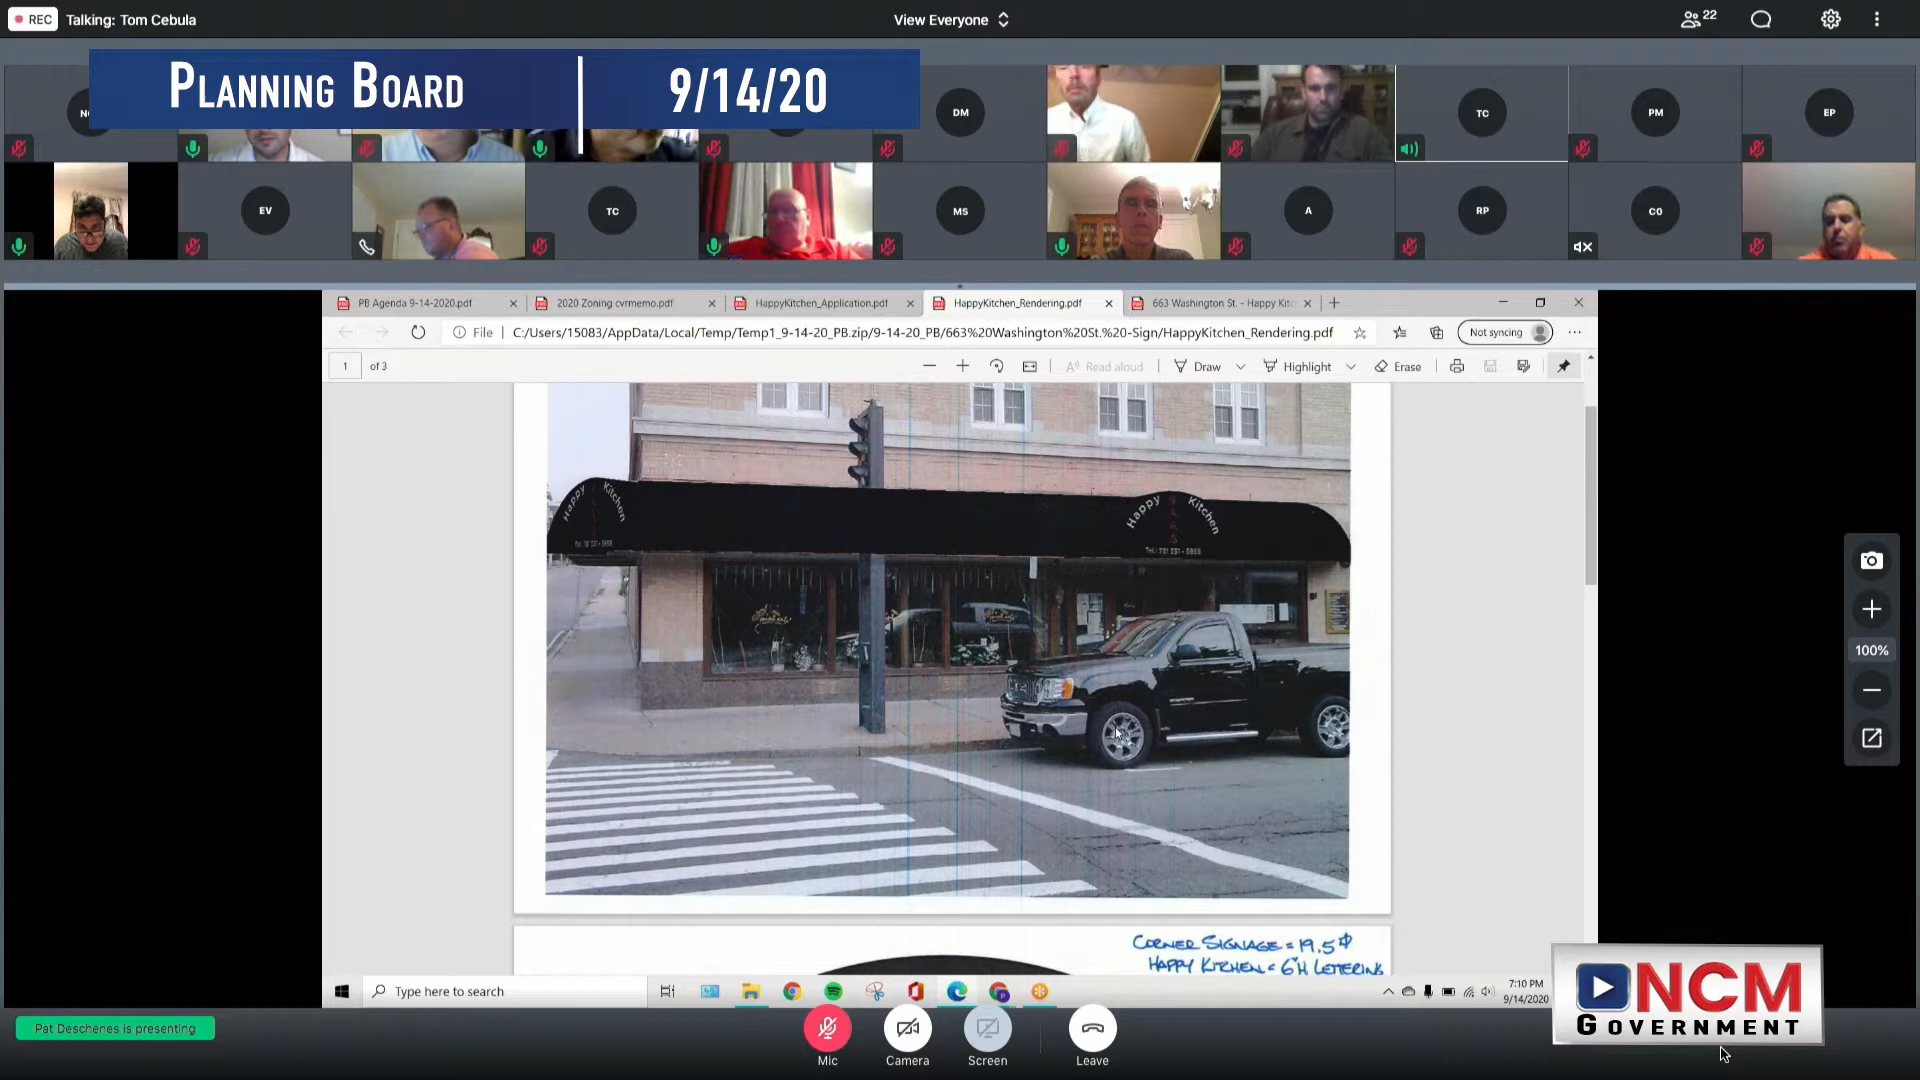 REC Talking: Tom Cebula
View Everyone
22
PLANNING BOARD
9/14/20
DM
TC
PM
EP
EV
TC
MS
A
RP
CO
PB Agenda 9-14-2020.pdf
2020 Zoning cvrmemo.pdf
HappyKitchen_Application.pdf
HappyKitchen_Rendering.pdf
663 Washington St. - Happy Kit
File
C:/Users/15083/AppData/Local/Temp/Temp1_9-14-20_PB.zip/9-14-20_PB/663%20Washington%20St.%20-Sign/HappyKitchen_Rendering.pdf
Not syncing
1 of 3
Read aloud
Draw
Highlight
Erase
Happy Kitchen
Happy Kitchen
100%
CORNER SIGNAGE = 19.5
HAPPY KITCHEN = 6"H LETTERING
Type here to search
7:10 PM
9/14/2020
NCM
GOVERNMENT
Pat Deschenes is presenting
Mic
Camera
Screen
Leave